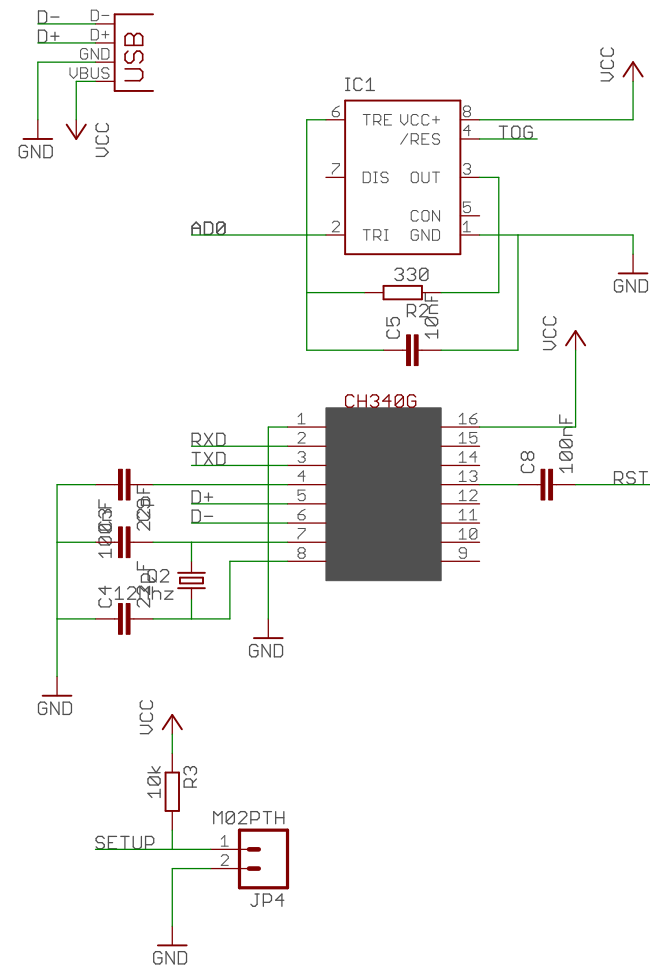 D- D-
D+ D+
GND
VBUS
USB
GND
VCC
VCC
IC1
6 TRE VCC+ 8
/RES 4 TOG
7 DIS OUT 3
CON 5
AD0 2 TRI GND 1
GND
330
R2
C5 10nF
VCC
CH340G
1 16
RXD 2 15
TXD 3 14
4 13 C8 100nF RST
D+ 5 12
D- 6 11
7 10
8 9
100nF
22pF
C4 22pF
Q2
12Mhz
GND
GND
VCC
10k R3
M02PTH
SETUP 1
2
JP4
GND